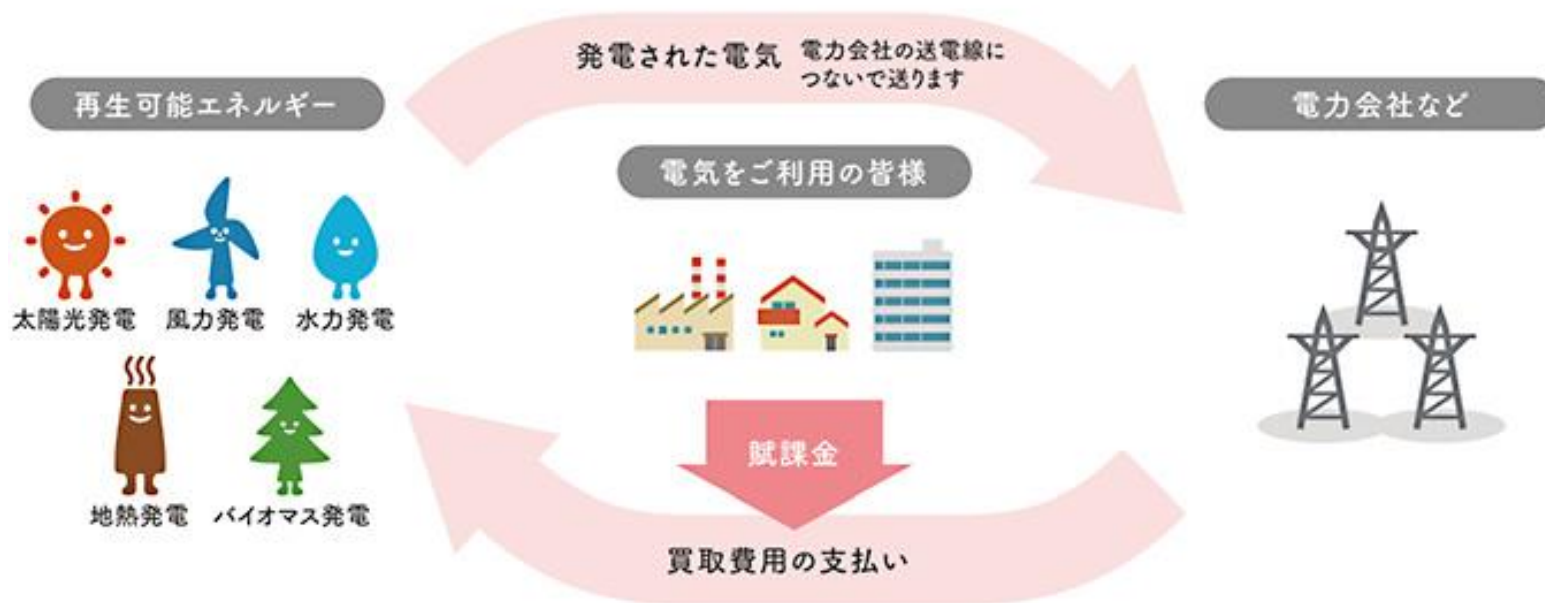 発電された電気 電力会社の送電線に
つないで送ります
再生可能エネルギー
電力会社など
電気をご利用の皆様
太陽光発電 風力発電 水力発電
地熱発電 バイオマス発電
賦課金
買取費用の支払い